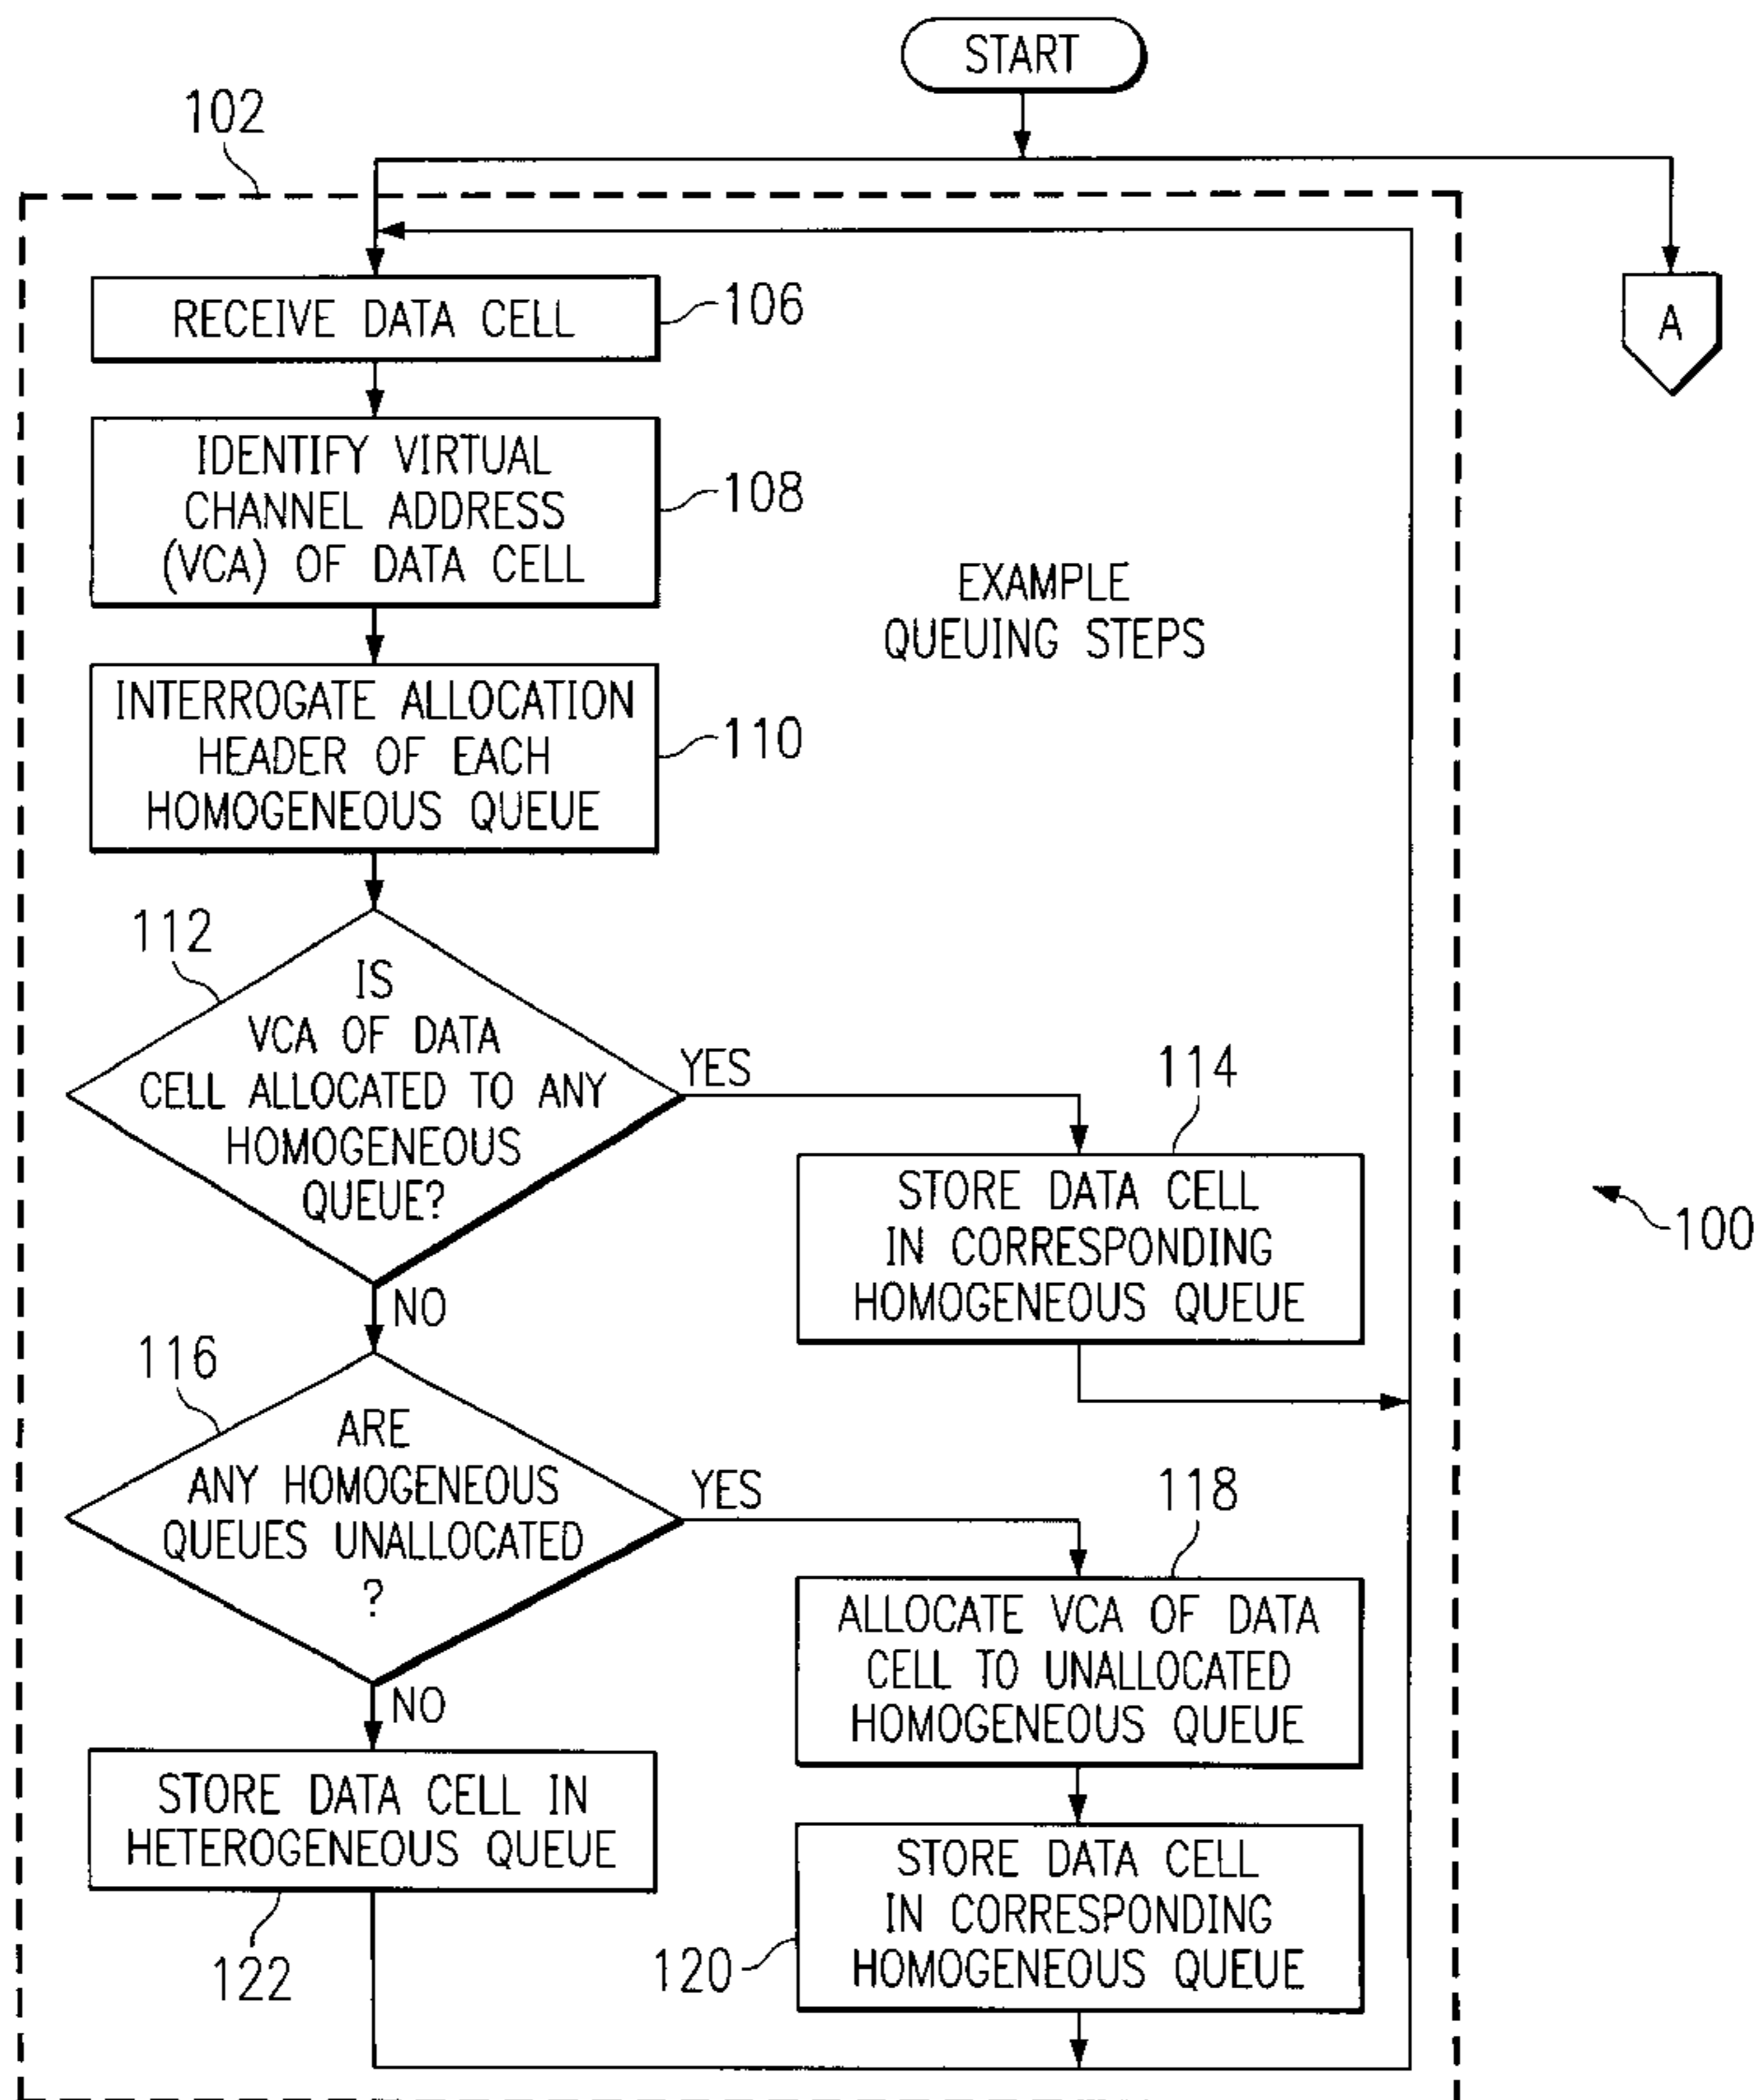 START
102
RECEIVE DATA CELL
106
A
IDENTIFY VIRTUAL
CHANNEL ADDRESS
(VCA) OF DATA CELL
108
EXAMPLE
QUEUING STEPS
INTERROGATE ALLOCATION
HEADER OF EACH
HOMOGENEOUS QUEUE
110
112
IS
VCA OF DATA
CELL ALLOCATED TO ANY
HOMOGENEOUS
QUEUE?
YES
114
STORE DATA CELL
IN CORRESPONDING
HOMOGENEOUS QUEUE
100
NO
116
ARE
ANY HOMOGENEOUS
QUEUES UNALLOCATED
?
YES
118
ALLOCATE VCA OF DATA
CELL TO UNALLOCATED
HOMOGENEOUS QUEUE
NO
STORE DATA CELL IN
HETEROGENEOUS QUEUE
122
STORE DATA CELL
IN CORRESPONDING
HOMOGENEOUS QUEUE
120